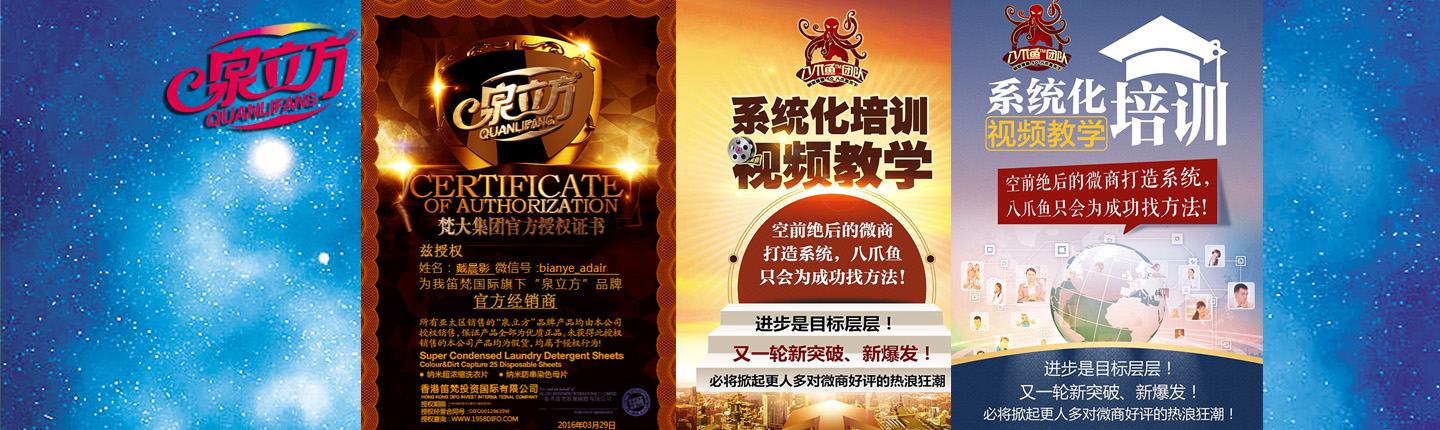 泉立方
QUANLIFANG
泉立方
QUANLIFANG
CERTIFICATE
OF AUTHORIZATION
梵大集团官方授权证书
兹授权
姓名：戴晨影 微信号 :bianye_adair
为我笛梵国际旗下“泉立方”品牌
官方经销商
所有亚太区销售的“泉立方”品牌产品均由本公司
授权销售，保证产品全部为优质正品，未获得此授权
销售的本公司产品均为假货，均属于侵权行为!
Super Condensed Laundry Detergent Sheets
Colour&Dirt Capture 25 Disposable Sheets
• 纳米超浓缩洗衣片 • 纳米防串染色母片
香港笛梵投资国际有限公司
HONG KONG DIFO INVEST INTERNATIONAL COMPANY
授权期限：
授权经营合同号：DIFO00129635W
授权查询：WWW.1958DIFO.COM
2016年03月29日
八爪鱼™团队
系统化培训
视频教学
空前绝后的微商
打造系统，八爪鱼
只会为成功找方法!
进步是目标层层！
又一轮新突破、新爆发！
必将掀起更人多对微商好评的热浪狂潮
八爪鱼™团队
系统化
视频教学
培训
空前绝后的微商打造系统，
八爪鱼只会为成功找方法!
进步是目标层层！
又一轮新突破、新爆发！
必将掀起更人多对微商好评的热浪狂潮！